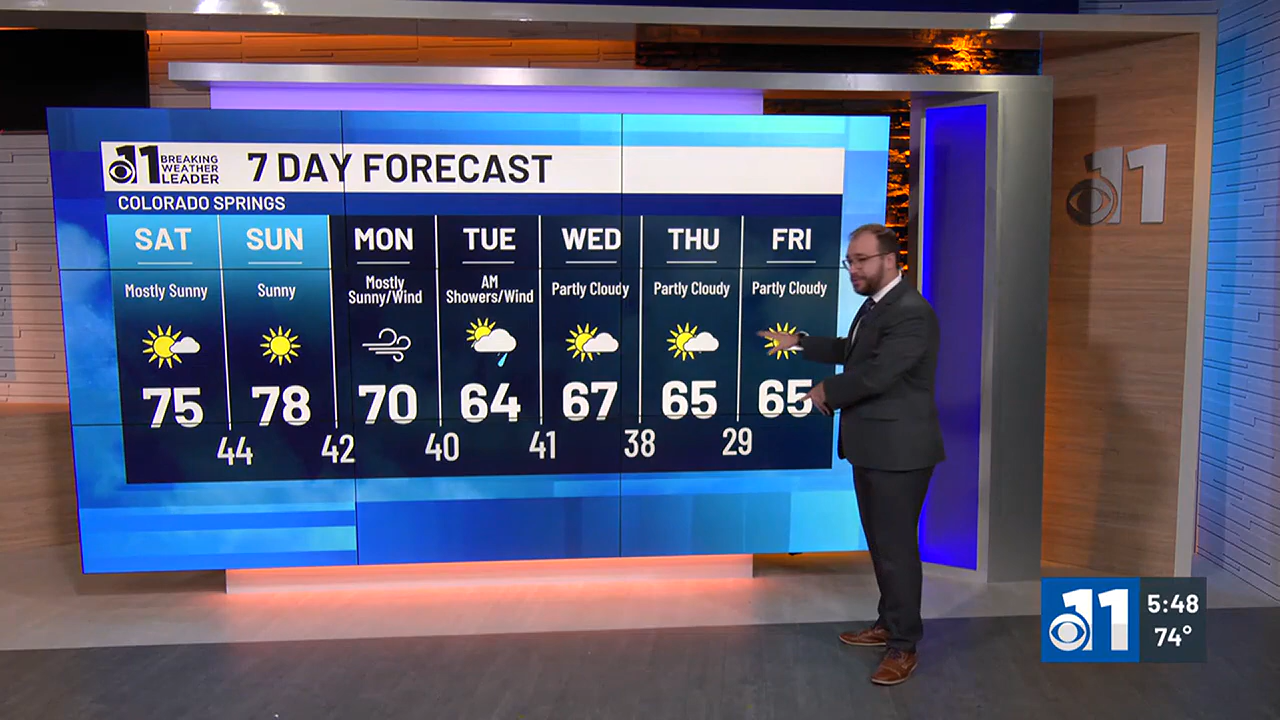 11 BREAKING
WEATHER
LEADER
7 DAY FORECAST
COLORADO SPRINGS
SAT SUN MON TUE WED THU FRI
Mostly Sunny Sunny Mostly Sunny/Wind AM Showers/Wind Partly Cloudy Partly Cloudy Partly Cloudy
75 78 70 64 67 65 65
44 42 40 41 38 29
11
11 5:48
74°